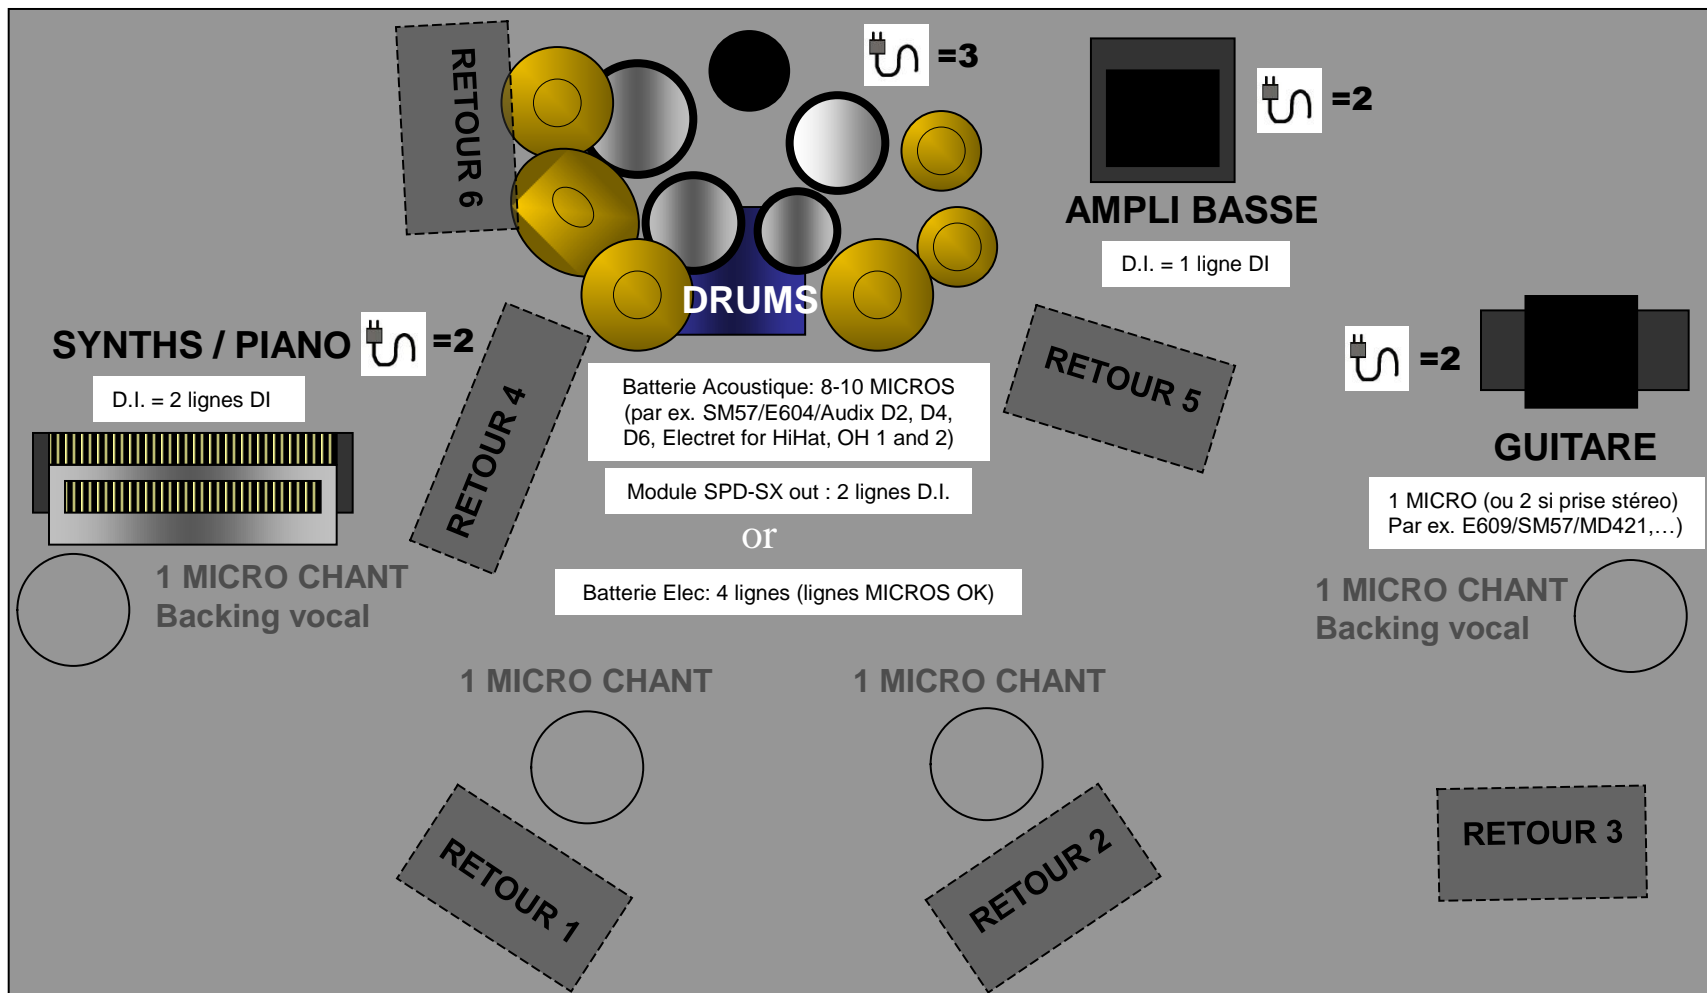 RETOUR 6
=3
=2
AMPLI BASSE
D.I. = 1 ligne DI
DRUMS
SYNTHS / PIANO
=2
D.I. = 2 lignes DI
RETOUR 4
Batterie Acoustique: 8-10 MICROS
(par ex. SM57/E604/Audix D2, D4,
D6, Electret for HiHat, OH 1 and 2)
Module SPD-SX out : 2 lignes D.I.
or
Batterie Elec: 4 lignes (lignes MICROS OK)
RETOUR 5
=2
GUITARE
1 MICRO (ou 2 si prise stéreo)
Par ex. E609/SM57/MD421,…)
1 MICRO CHANT
Backing vocal
1 MICRO CHANT
Backing vocal
1 MICRO CHANT
1 MICRO CHANT
RETOUR 1
RETOUR 2
RETOUR 3